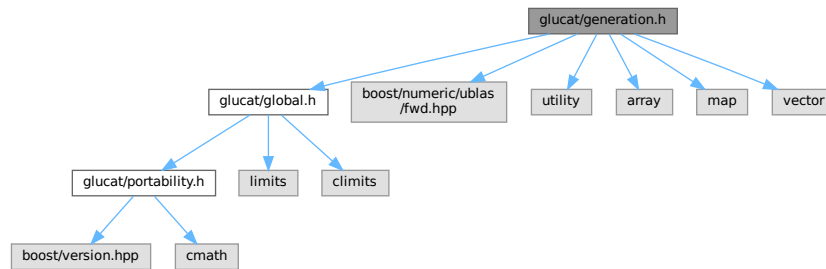 glucat/generation.h
glucat/global.h
boost/numeric/ublas
/fwd.hpp
utility
array
map
vector
glucat/portability.h
limits
climits
boost/version.hpp
cmath